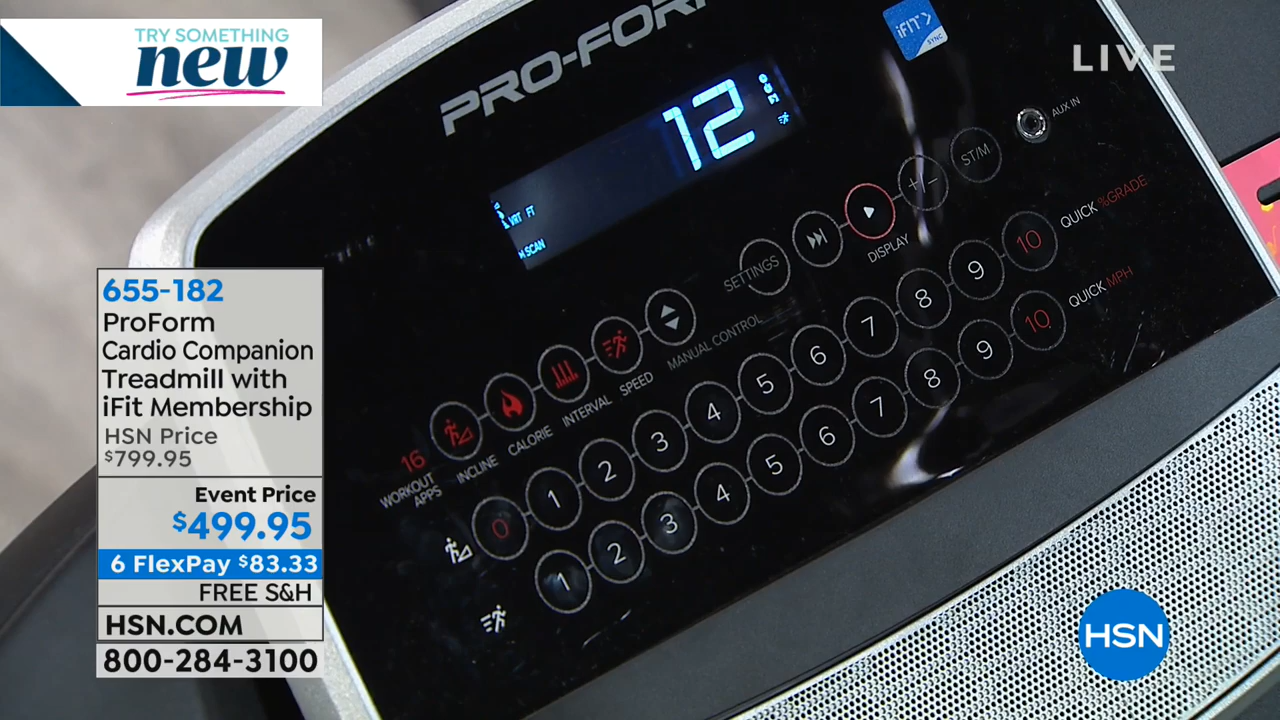 TRY SOMETHING
new
LIVE
PRO-FORM
iFIT
SYNC
12
VRT FT
SCAN
AUX IN
ST/M
+ -
DISPLAY
SETTINGS
MANUAL CONTROL
SPEED
INTERVAL
CALORIE
INCLINE
16
WORKOUT
APPS
0 1 2 3 4 5 6 7 8 9 10
QUICK %GRADE
1 2 3 4 5 6 7 8 9 10
QUICK MPH
655-182
ProForm
Cardio Companion
Treadmill with
iFit Membership
HSN Price
$799.95
Event Price
$499.95
6 FlexPay $83.33
FREE S&H
HSN.COM
800-284-3100
HSN